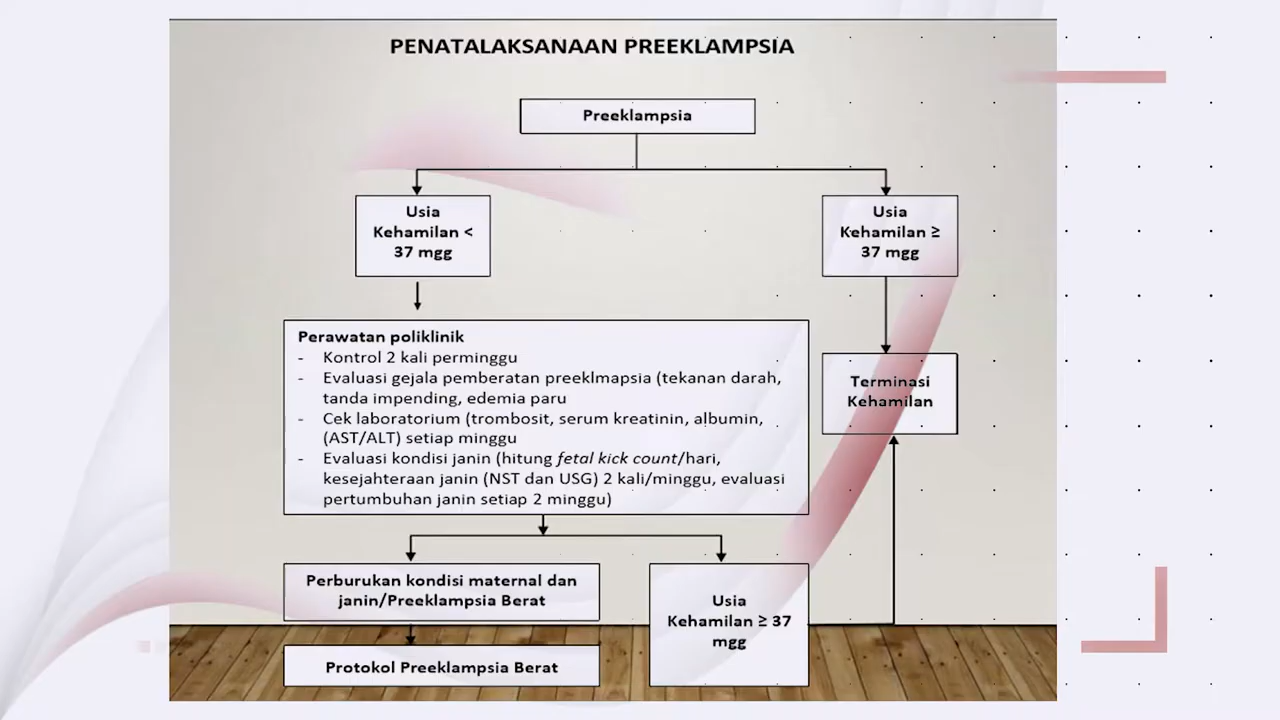 PENATALAKSANAAN PREEKLAMPSIA
Preeklampsia
Usia
Kehamilan <
37 mgg
Usia
Kehamilan ≥
37 mgg
Perawatan poliklinik
- Kontrol 2 kali perminggu
- Evaluasi gejala pemberatan preeklmapsia (tekanan darah,
tanda impending, edemia paru
- Cek laboratorium (trombosit, serum kreatinin, albumin,
(AST/ALT) setiap minggu
- Evaluasi kondisi janin (hitung fetal kick count/hari,
kesejahteraan janin (NST dan USG) 2 kali/minggu, evaluasi
pertumbuhan janin setiap 2 minggu)
Terminasi
Kehamilan
Perburukan kondisi maternal dan
janin/Preeklampsia Berat
Usia
Kehamilan ≥ 37
mgg
Protokol Preeklampsia Berat